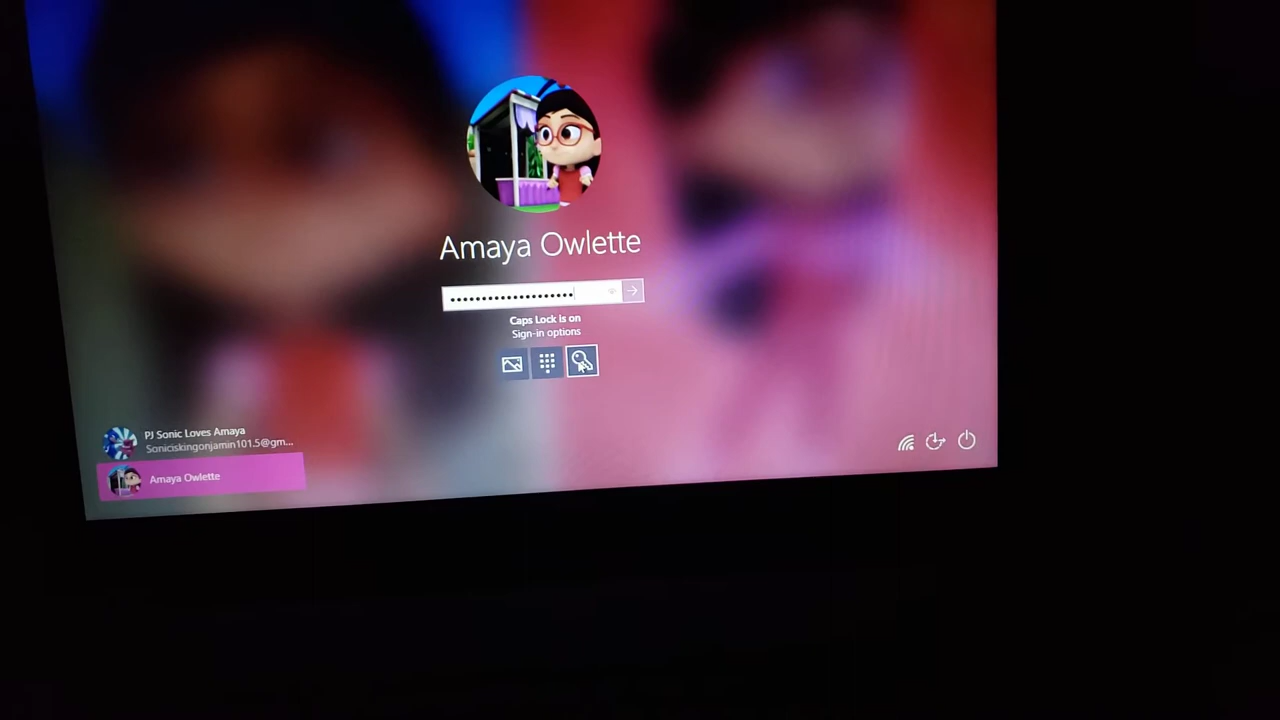 Amaya Owlette
Caps Lock is on
Sign-in options
PJ Sonic Loves Amaya
Soniciskingonjamin101.5@gm...
Amaya Owlette